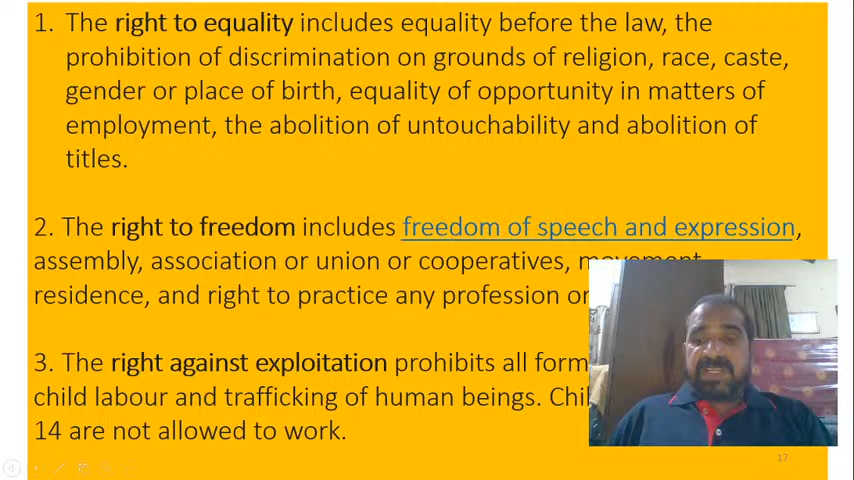 1. The right to equality includes equality before the law, the
prohibition of discrimination on grounds of religion, race, caste,
gender or place of birth, equality of opportunity in matters of
employment, the abolition of untouchability and abolition of
titles.
2. The right to freedom includes freedom of speech and expression,
assembly, association or union or cooperatives, movement
residence, and right to practice any profession or
3. The right against exploitation prohibits all form
child labour and trafficking of human beings. Chil
14 are not allowed to work.
17